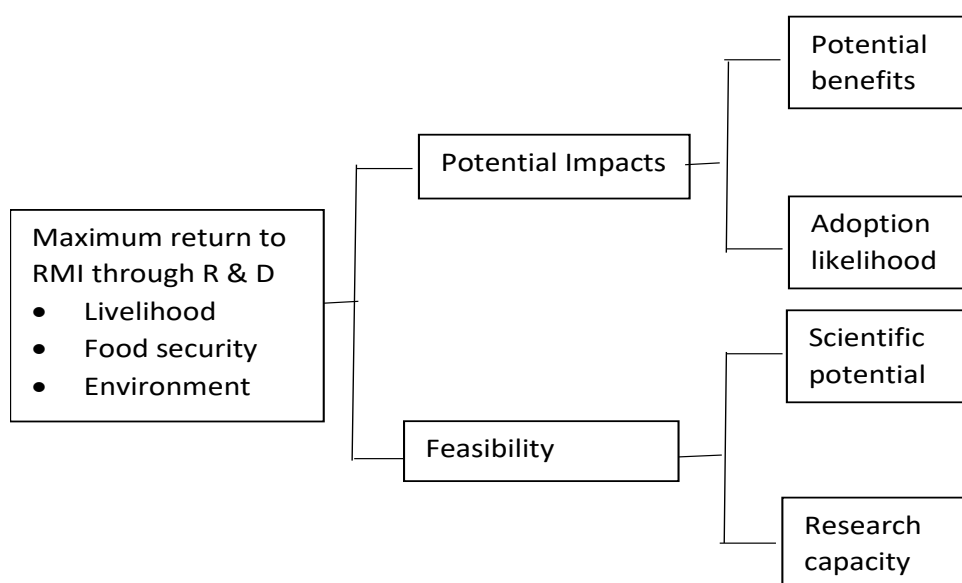 Potential
benefits
Potential Impacts
Adoption
likelihood
Maximum return to
RMI through R & D
• Livelihood
• Food security
• Environment
Scientific
potential
Feasibility
Research
capacity